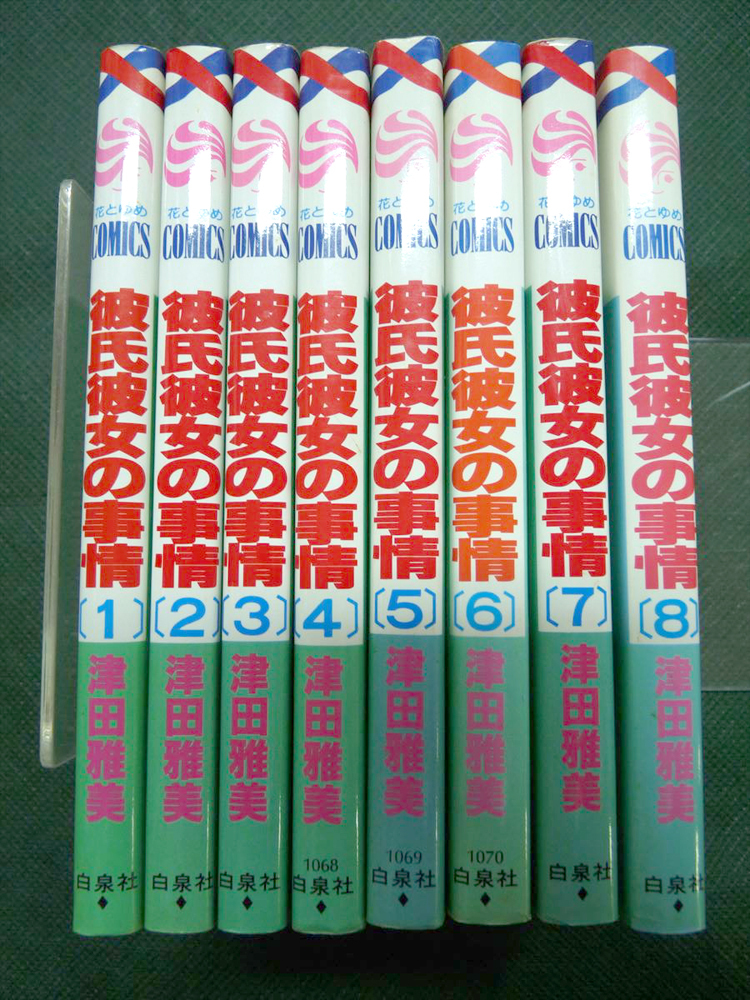 花とゆめ
COMICS
彼氏彼女の事情
〔1〕
津田雅美
白泉社
花とゆめ
COMICS
彼氏彼女の事情
〔2〕
津田雅美
白泉社
花とゆめ
COMICS
彼氏彼女の事情
〔3〕
津田雅美
白泉社
花とゆめ
COMICS
彼氏彼女の事情
〔4〕
津田雅美
1068
白泉社
花とゆめ
COMICS
彼氏彼女の事情
〔5〕
津田雅美
1069
白泉社
花とゆめ
COMICS
彼氏彼女の事情
〔6〕
津田雅美
1070
白泉社
花とゆめ
COMICS
彼氏彼女の事情
〔7〕
津田雅美
白泉社
花とゆめ
COMICS
彼氏彼女の事情
〔8〕
津田雅美
白泉社